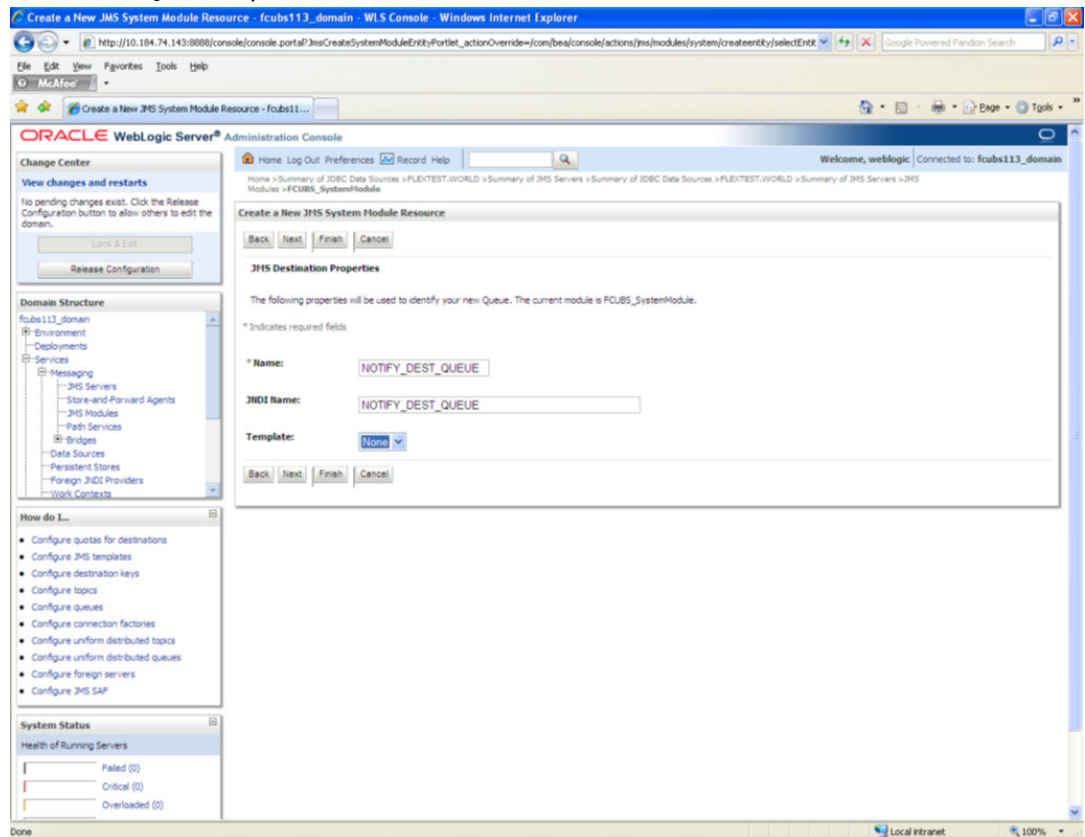 Create a New JMS System Module Resource - fcubs113_domain - WLS Console - Windows Internet Explorer
http://10.184.74.143:8888/console/console.portal?JmsCreateSystemModuleEntityPortlet_actionOverride=/com/bea/console/actions/jms/modules/system/createentity/selectEntit
Google Powered Pandion Search
File Edit View Favorites Tools Help
McAfee
Create a New JMS System Module Resource - fcubs11...
Page Tools
ORACLE WebLogic Server® Administration Console
Change Center
View changes and restarts
No pending changes exist. Click the Release
Configuration button to allow others to edit the
domain.
Lock & Edit
Release Configuration
Domain Structure
fcubs113_domain
Environment
Deployments
Services
Messaging
JMS Servers
Store-and-Forward Agents
JMS Modules
Path Services
Bridges
Data Sources
Persistent Stores
Foreign JNDI Providers
Work Contexts
How do I...
Configure quotas for destinations
Configure JMS templates
Configure destination keys
Configure topics
Configure queues
Configure connection factories
Configure uniform distributed topics
Configure uniform distributed queues
Configure foreign servers
Configure JMS SAF
System Status
Health of Running Servers
Failed (0)
Critical (0)
Overloaded (0)
Home Log Out Preferences Record Help
Welcome, weblogic Connected to: fcubs113_domain
Home >Summary of JDBC Data Sources >FLEXTEST.WORLD >Summary of JMS Servers >Summary of JDBC Data Sources >FLEXTEST.WORLD >Summary of JMS Servers >JMS
Modules >FCUBS_SystemModule
Create a New JMS System Module Resource
Back Next Finish Cancel
JMS Destination Properties
The following properties will be used to identify your new Queue. The current module is FCUBS_SystemModule.
* Indicates required fields
* Name: NOTIFY_DEST_QUEUE
JNDI Name: NOTIFY_DEST_QUEUE
Template: None
Back Next Finish Cancel
Done
Local intranet
100%